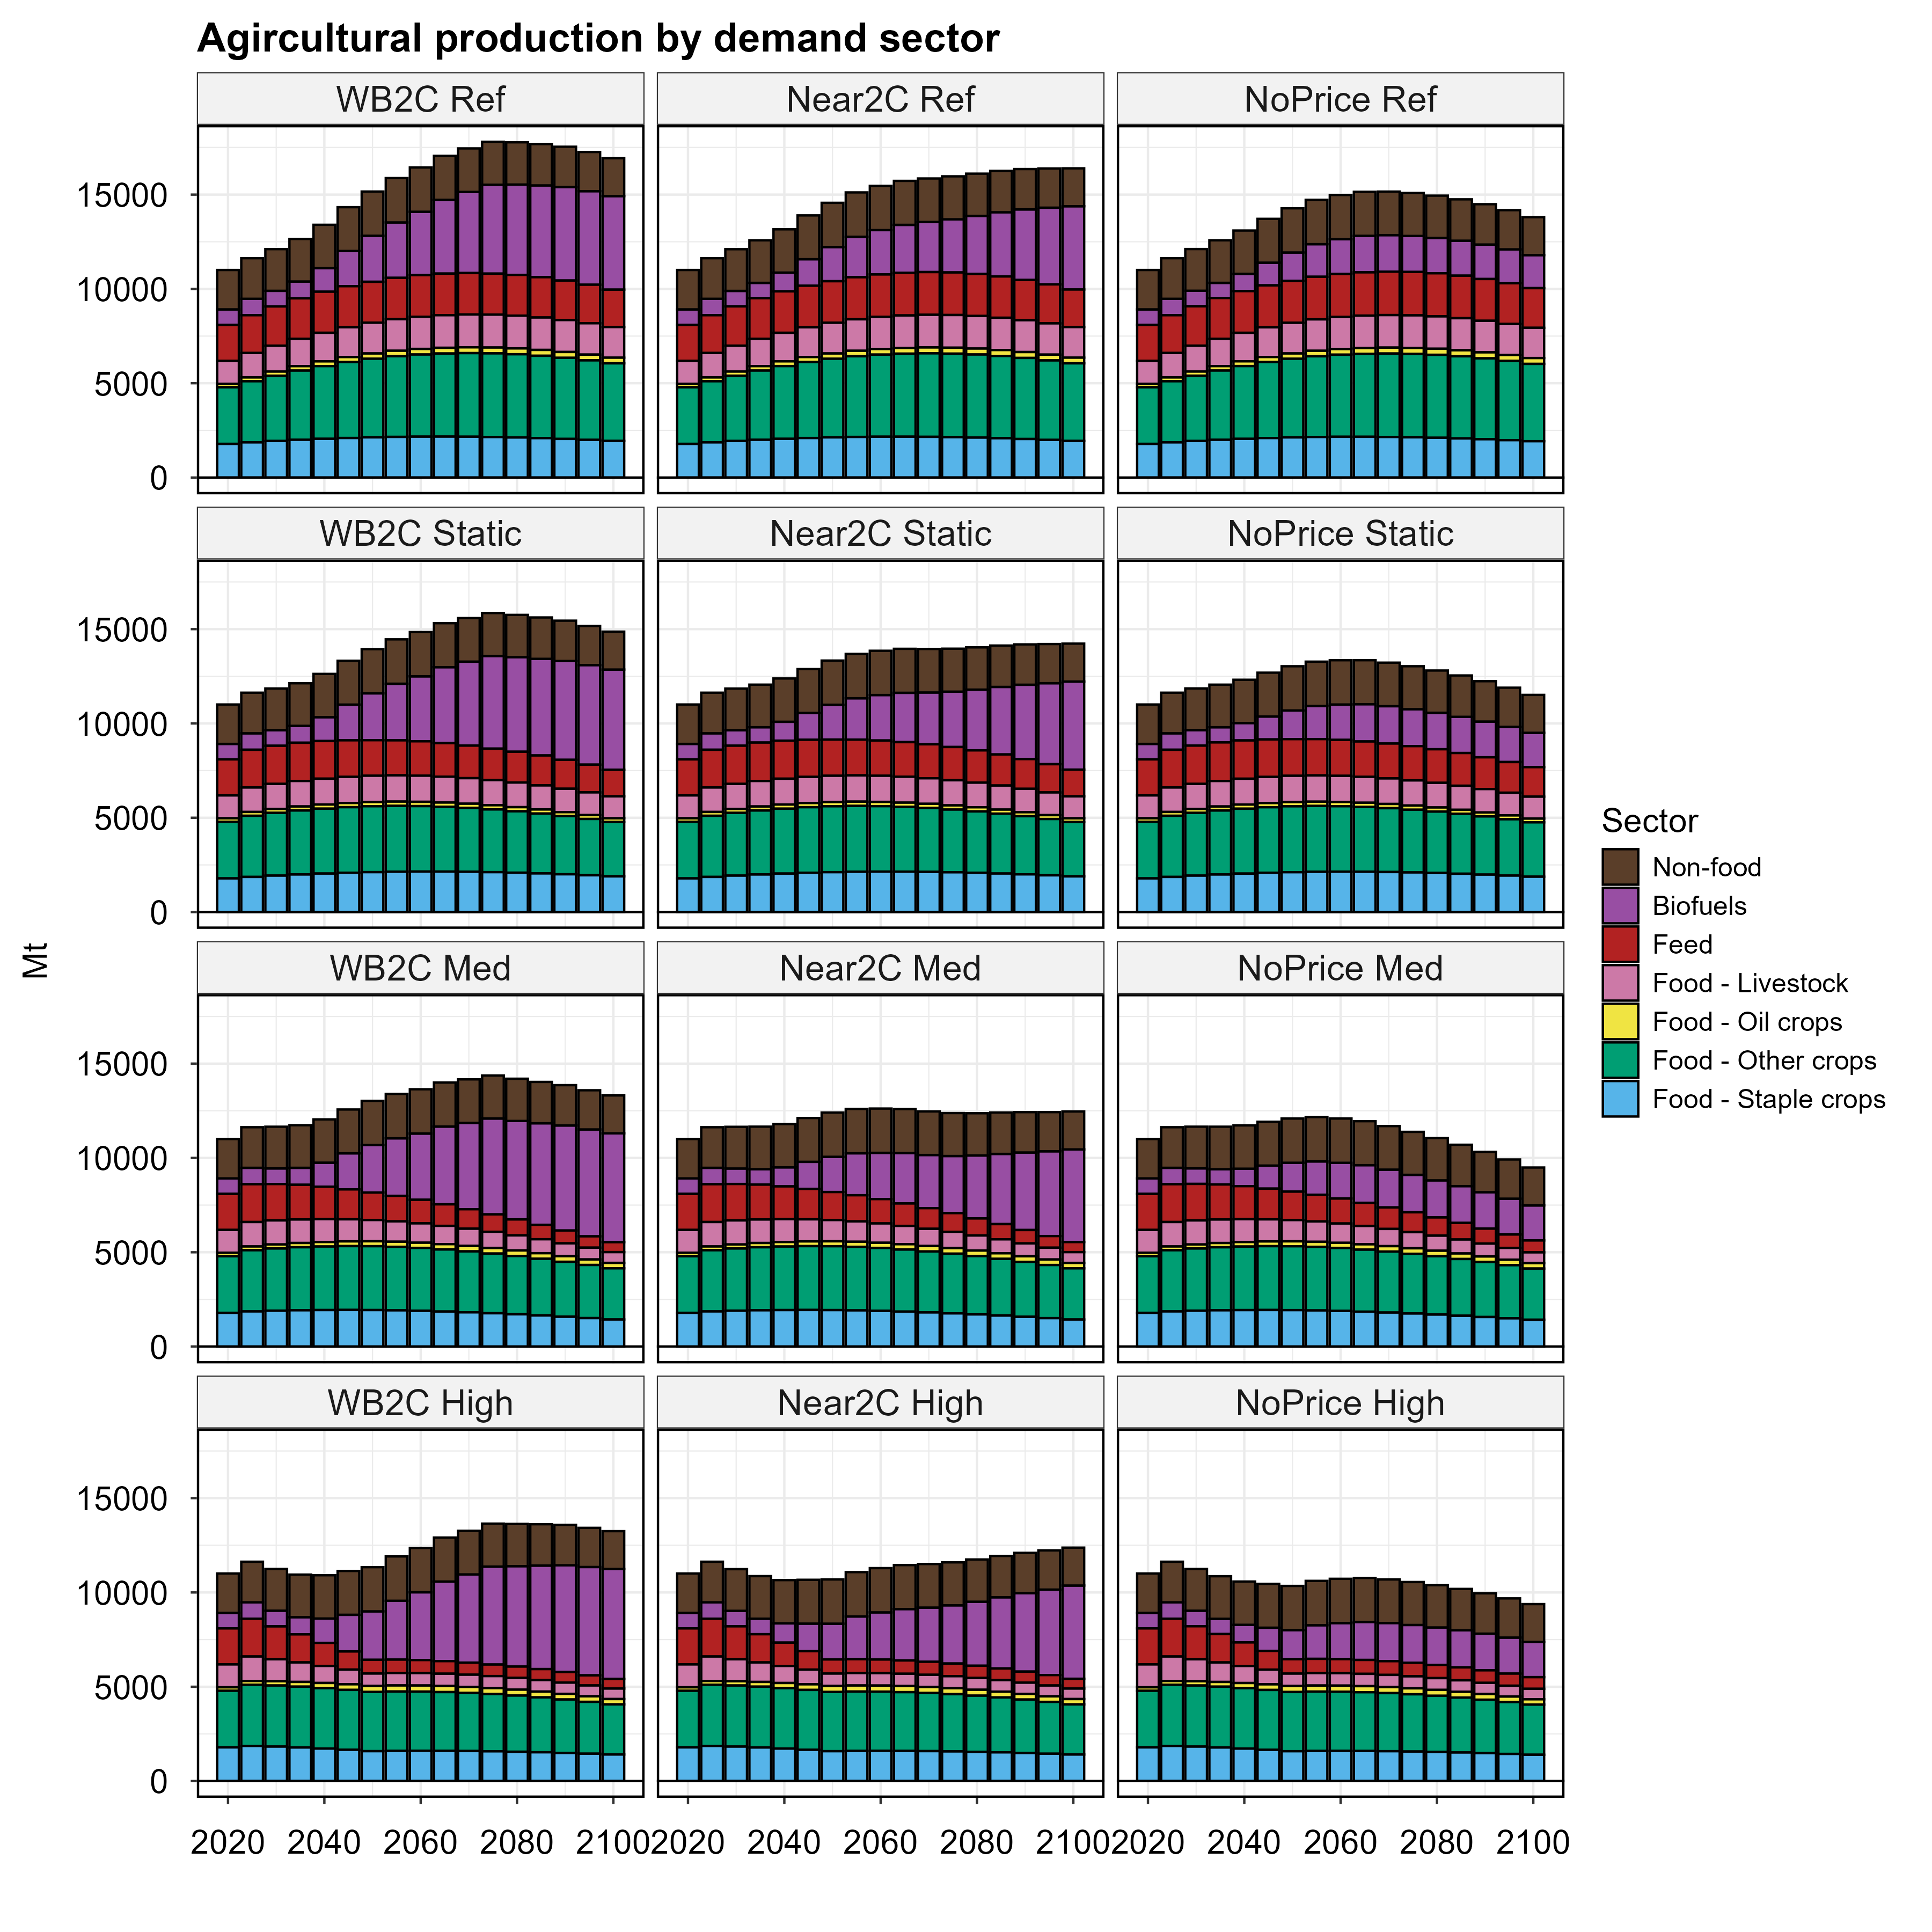 Agircultural production by demand sector
WB2C Ref
Near2C Ref
NoPrice Ref
15000
10000
5000
0
WB2C Static
Near2C Static
NoPrice Static
15000
10000
5000
0
WB2C Med
Near2C Med
NoPrice Med
15000
10000
5000
0
WB2C High
Near2C High
NoPrice High
15000
10000
5000
0
2020 2040 2060 2080 2100
2020 2040 2060 2080 2100
2020 2040 2060 2080 2100
Mt
Sector
Non-food
Biofuels
Feed
Food - Livestock
Food - Oil crops
Food - Other crops
Food - Staple crops